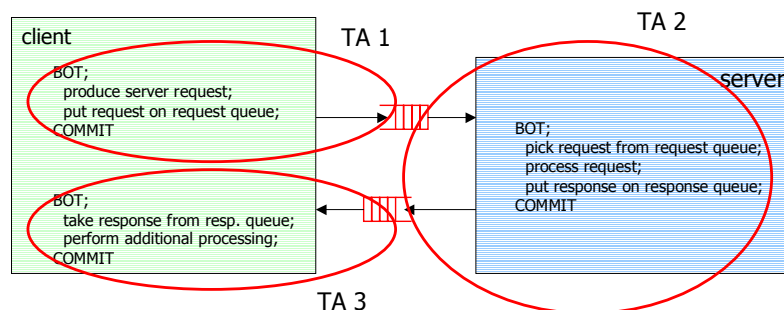 client
TA 1
TA 2
BOT;
produce server request;
put request on request queue;
COMMIT
server
BOT;
pick request from request queue;
process request;
put response on response queue;
COMMIT
BOT;
take response from resp. queue;
perform additional processing;
COMMIT
TA 3